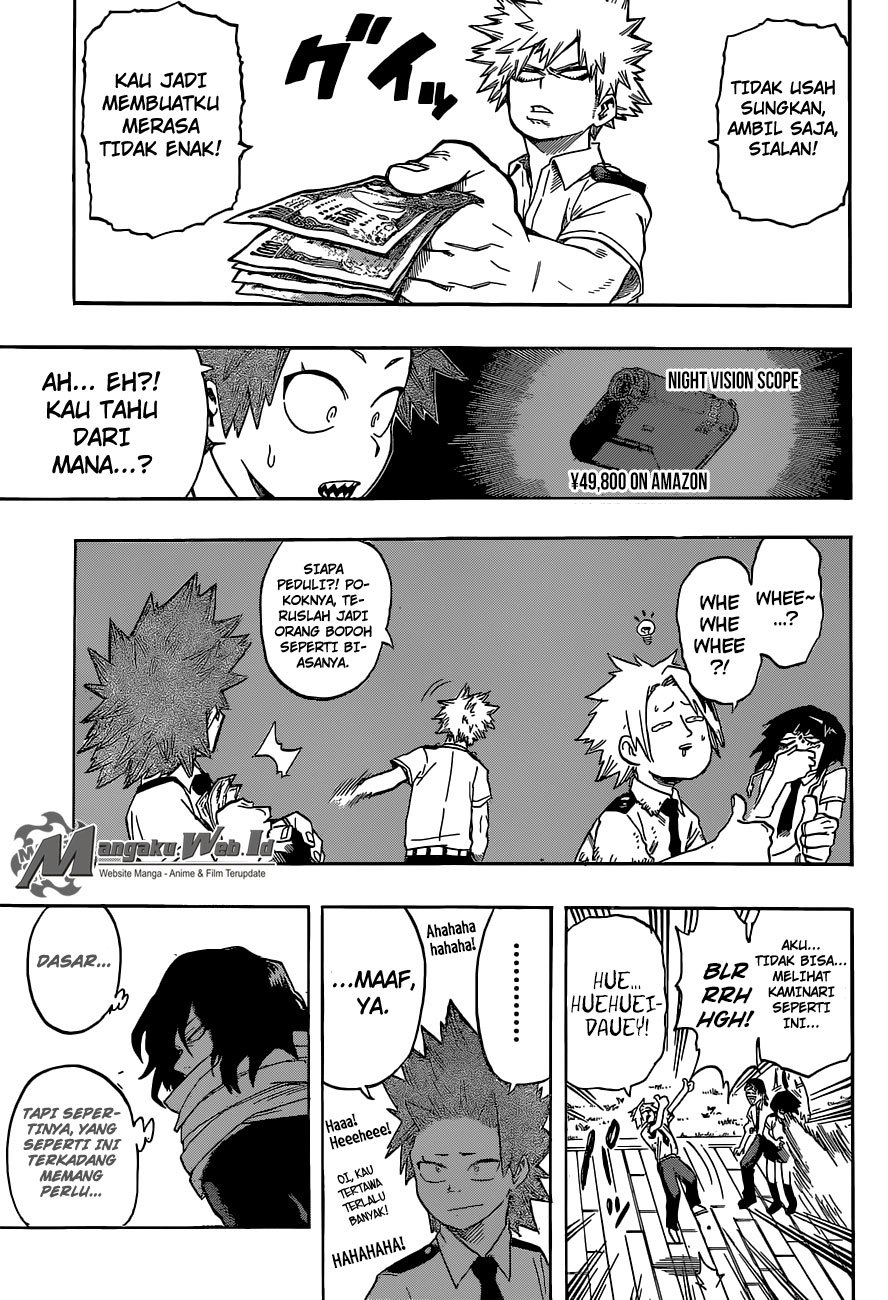 TIDAK USAH
SUNGKAN,
AMBIL SAJA,
SIALAN!
グイッ
KAU JADI
MEMBUATKU
MERASA
TIDAK ENAK!
NIGHT VISION SCOPE
¥49,800 ON AMAZON
AH... EH?!
KAU TAHU
DARI
MANA...?
WHEE~
...?
WHE
WHE
WHEE
?!
SIAPA
PEDULI?! PO-
KOKNYA, TE-
RUSLAH JADI
ORANG BODOH
SEPERTI BI-
ASANYA.
MangakuWeb.Id
Website Manga - Anime & Film Terupdate
AKU...
TIDAK BISA...
MELIHAT
KAMINARI
SEPERTI
INI...
BLR
RRH
HGH!
HUE...
HUEHUEI-
DAUEY!
.........
Ahahaha
hahaha!
...MAAF,
YA.
Haaa!
Heeeheee!
OI, KAU
TERTAWA
TERLALU
BANYAK!
HAHAHAHA!
DASAR...
TAPI SEPER-
TINYA, YANG
SEPERTI INI
TERKADANG
MEMANG
PERLU...